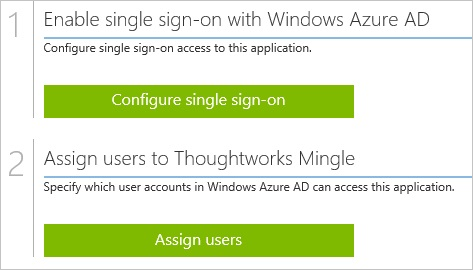 1
Enable single sign-on with Windows Azure AD
Configure single sign-on access to this application.
Configure single sign-on
2
Assign users to Thoughtworks Mingle
Specify which user accounts in Windows Azure AD can access this application.
Assign users